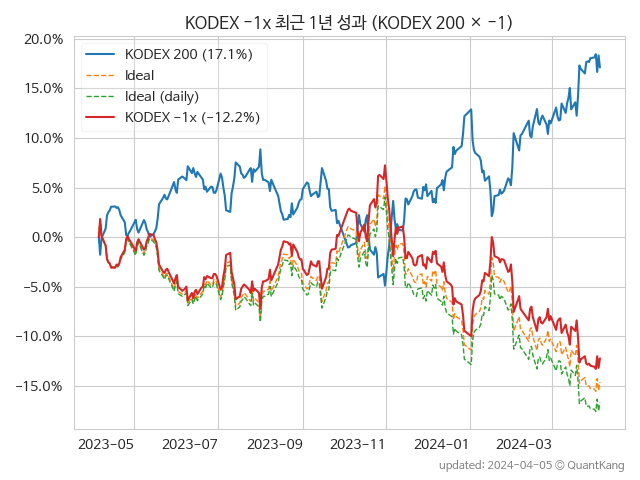 KODEX −1x 최근 1년 성과 (KODEX 200 × −1)
20.0%
15.0%
10.0%
5.0%
0.0%
−5.0%
−10.0%
−15.0%
KODEX 200 (17.1%)
Ideal
Ideal (daily)
KODEX −1x (−12.2%)
2023-05 2023-07 2023-09 2023-11 2024-01 2024-03
updated: 2024-04-05 © QuantKang